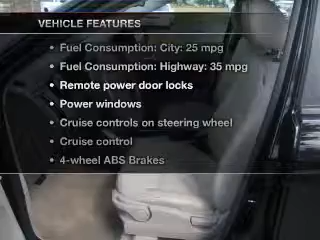 VEHICLE FEATURES
• Fuel Consumption: City: 25 mpg
• Fuel Consumption: Highway: 35 mpg
• Remote power door locks
• Power windows
• Cruise controls on steering wheel
• Cruise control
• 4-wheel ABS Brakes